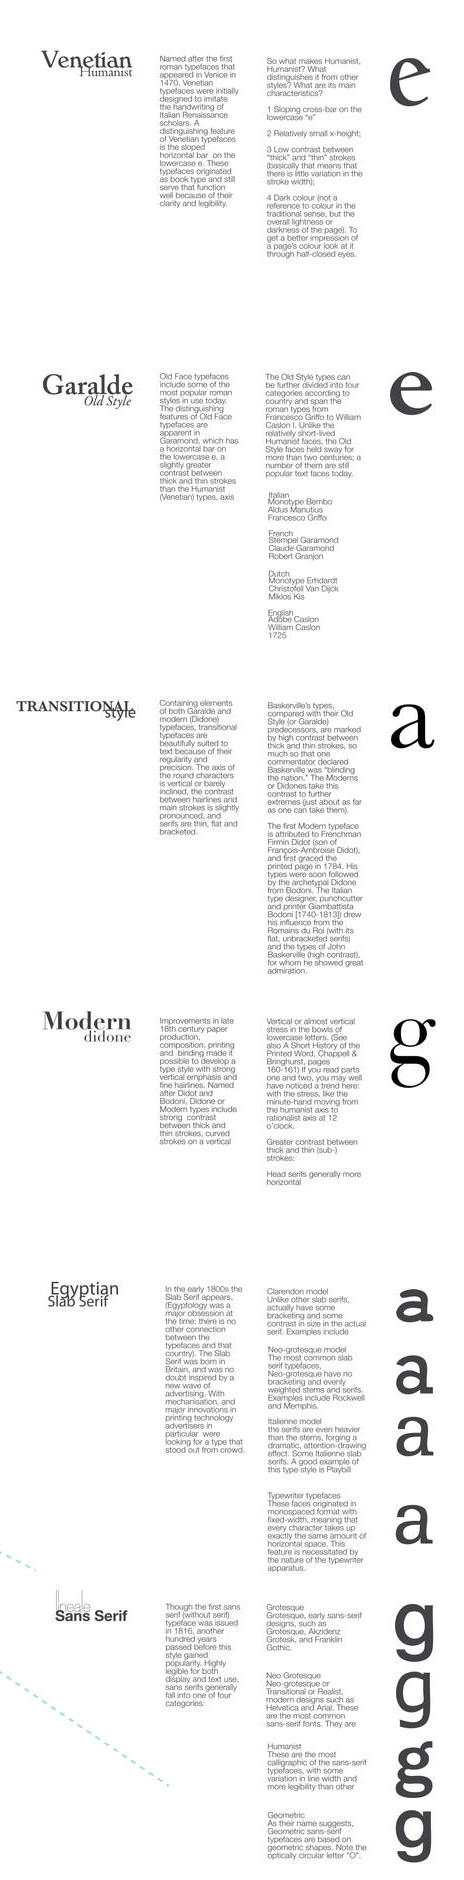 Venetian
Humanist
Named after the first
roman typefaces that
appeared in Venice in
1470, Venetian
typefaces were initially
designed to imitate
the handwriting of
Italian Renaissance
scholars. A
distinguishing feature
of Venetian typefaces
is the sloped
horizontal bar on the
lowercase e. These
typefaces originated
as book type and still
serve that function
well because of their
clarity and legibility.
So what makes Humanist,
Humanist? What
distinguishes it from other
styles? What are its main
characteristics?
1 Sloping cross-bar on the
lowercase "e"
2 Relatively small x-height;
3 Low contrast between
"thick" and "thin" strokes
(basically that means that
there is little variation in the
stroke width);
4 Dark colour (not a
reference to colour in the
traditional sense, but the
overall lightness or
darkness of the page). To
get a better impression of
a page's colour look at it
through half-closed eyes.
e
Garalde
Old Style
Old Face typefaces
include some of the
most popular roman
styles in use today.
The distinguishing
features of Old Face
typefaces are
apparent in
Garamond, which has
a horizontal bar on
the lowercase e, a
slightly greater
contrast between
thick and thin strokes
than the Humanist
(Venetian) types, axis
The Old Style types can
be further divided into four
categories according to
country and span the
roman types from
Francesco Griffo to William
Caslon I. Unlike the
relatively short-lived
Humanist faces, the Old
Style faces held sway for
more than two centuries; a
number of them are still
popular text faces today.
Italian
Monotype Bembo
Aldus Manutius
Francesco Griffo
French
Stempel Garamond
Claude Garamond
Robert Granjon
Dutch
Monotype Erhdardt
Christofell Van Dijck
Miklos Kis
English
Adobe Caslon
William Caslon
1725
e
TRANSITIONAL
style
Containing elements
of both Garalde and
modern (Didone)
typefaces, transitional
typefaces are
beautifully suited to
text because of their
regularity and
precision. The axis of
the round characters
is vertical or barely
inclined, the contrast
between hairlines and
main strokes is slightly
pronounced, and
serifs are thin, flat and
bracketed.
Baskerville's types,
compared with their Old
Style (or Garalde)
predecessors, are marked
by high contrast between
thick and thin strokes, so
much so that one
commentator declared
Baskerville was "blinding
the nation." The Moderns
or Didones take this
contrast to further
extremes (just about as far
as one can take them).
The first Modern typeface
is attributed to Frenchman
Firmin Didot (son of
François-Ambroise Didot),
and first graced the
printed page in 1784. His
types were soon followed
by the archetypal Didone
from Bodoni. The Italian
type designer, punchcutter
and printer Giambattista
Bodoni [1740-1813]) drew
his influence from the
Romains du Roi (with its
flat, unbracketed serifs)
and the types of John
Baskerville (high contrast),
for whom he showed great
admiration.
a
Modern
didone
Improvements in late
18th century paper
production,
composition, printing
and binding made it
possible to develop a
type style with strong
vertical emphasis and
fine hairlines. Named
after Didot and
Bodoni, Didone or
Modern types include
strong contrast
between thick and
thin strokes, curved
strokes on a vertical
Vertical or almost vertical
stress in the bowls of
lowercase letters. (See
also A Short History of the
Printed Word, Chappell &
Bringhurst, pages
160-161) If you read parts
one and two, you may well
have noticed a trend here:
with the stress, like the
minute-hand moving from
the humanist axis to
rationalist axis at 12
o'clock.
Greater contrast between
thick and thin (sub-)
strokes:
Head serifs generally more
horizontal
g
Egyptian
Slab Serif
In the early 1800s the
Slab Serif appears,
(Egyptology was a
major obsession at
the time: there is no
other connection
between the
typefaces and that
country). The Slab
Serif was born in
Britain, and was no
doubt inspired by a
new wave of
advertising. With
mechanisation, and
major innovations in
printing technology
advertisers in
particular were
looking for a type that
stood out from crowd.
Clarendon model
Unlike other slab serifs,
actually have some
bracketing and some
contrast in size in the actual
serif. Examples include
Neo-grotesque model
The most common slab
serif typefaces,
Neo-grotesque have no
bracketing and evenly
weighted stems and serifs.
Examples include Rockwell
and Memphis.
Italienne model
the serifs are even heavier
than the stems, forging a
dramatic, attention-drawing
effect. Some Italienne slab
serifs. A good example of
this type style is Playbill
Typewriter typefaces
These faces originated in
monospaced format with
fixed-width, meaning that
every character takes up
exactly the same amount of
horizontal space. This
feature is necessitated by
the nature of the typewriter
apparatus.
a
a
a
a
lineale
Sans Serif
Though the first sans
serif (without serif)
typeface was issued
in 1816, another
hundred years
passed before this
style gained
popularity. Highly
legible for both
display and text use,
sans serifs generally
fall into one of four
categories:
Grotesque
Grotesque, early sans-serif
designs, such as
Grotesque, Akzidenz
Grotesk, and Franklin
Gothic.
Neo Grotesque
Neo-grotesque or
Transitional or Realist,
modern designs such as
Helvetica and Arial. These
are the most common
sans-serif fonts. They are
Humanist
These are the most
calligraphic of the sans-serif
typefaces, with some
variation in line width and
more legibility than other
Geometric
As their name suggests,
Geometric sans-serif
typefaces are based on
geometric shapes. Note the
optically circular letter "O".
g
g
g
g